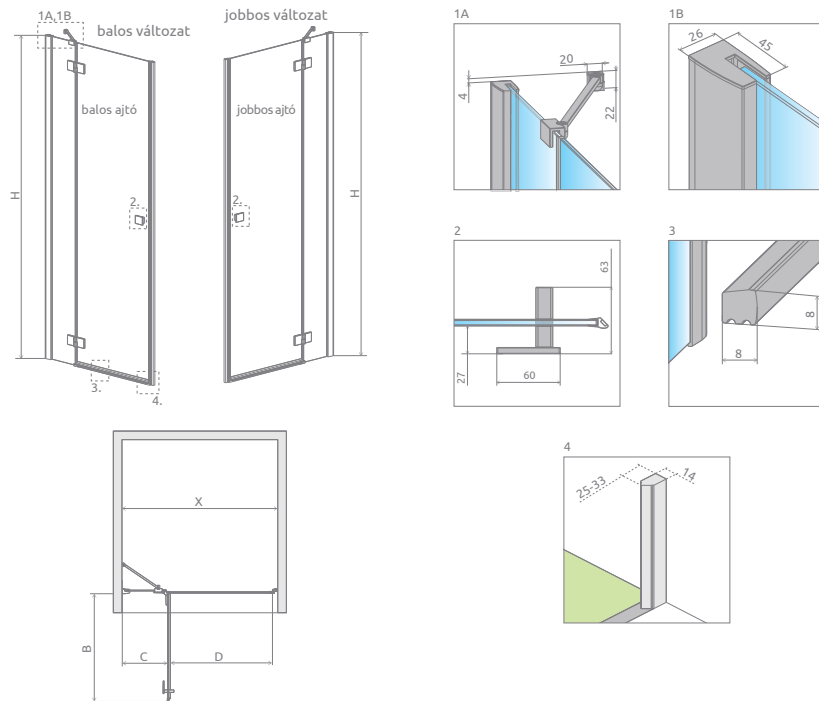 1A,1B
balos változat
jobbos változat
balos ajtó
jobbos ajtó
H
H
2.
2.
3.
4.
1A
20
4
22
1B
26
45
2
63
27
60
3
8
8
X
B
C
D
4
25-33
14